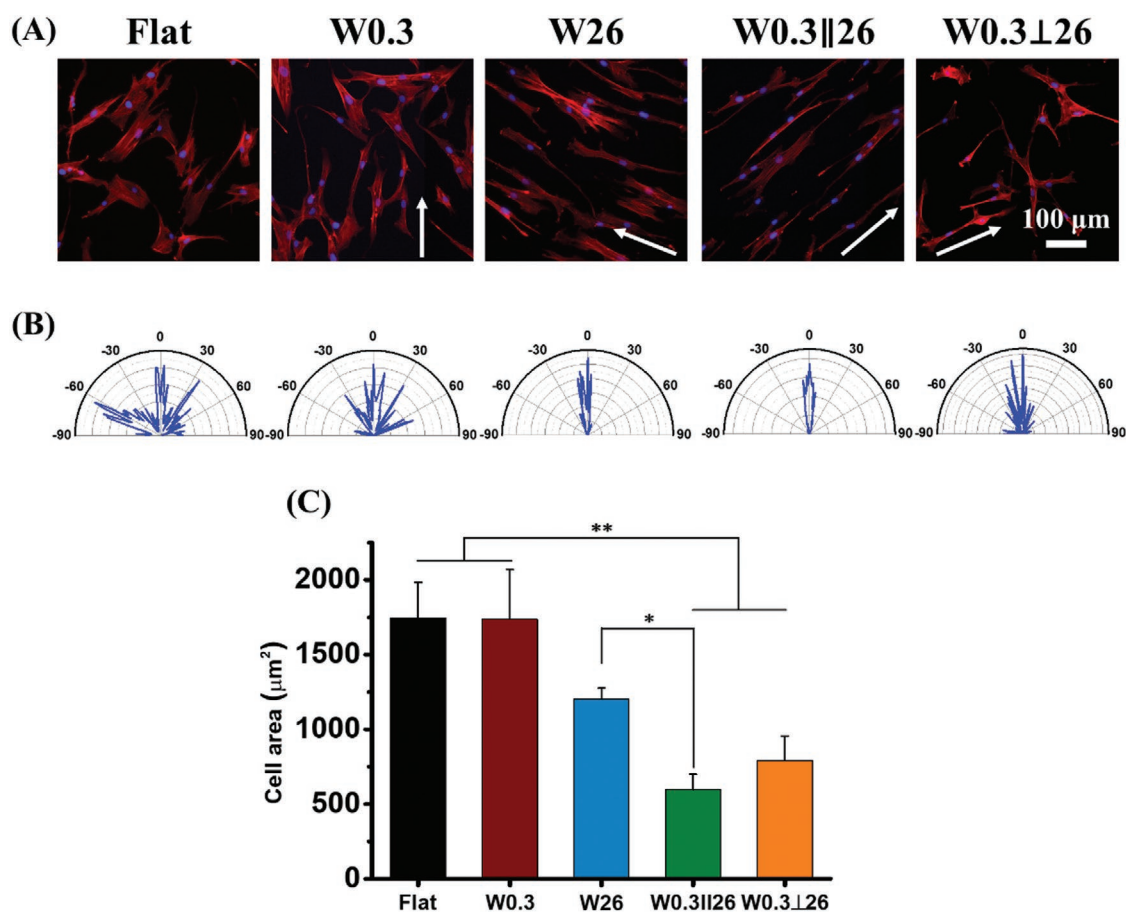 (A) Flat W0.3 W26 W0.3∥26 W0.3⊥26
100 µm
(B)
0 0 0 0 0
-30 30 -30 30 -30 30 -30 30 -30 30
-60 60 -60 60 -60 60 -60 60 -60 60
-90 90 -90 90 -90 90 -90 90 -90 90
(C)
**
2000
*
1500
1000
500
0
Cell area (µm²)
Flat W0.3 W26 W0.3II26 W0.3⊥26